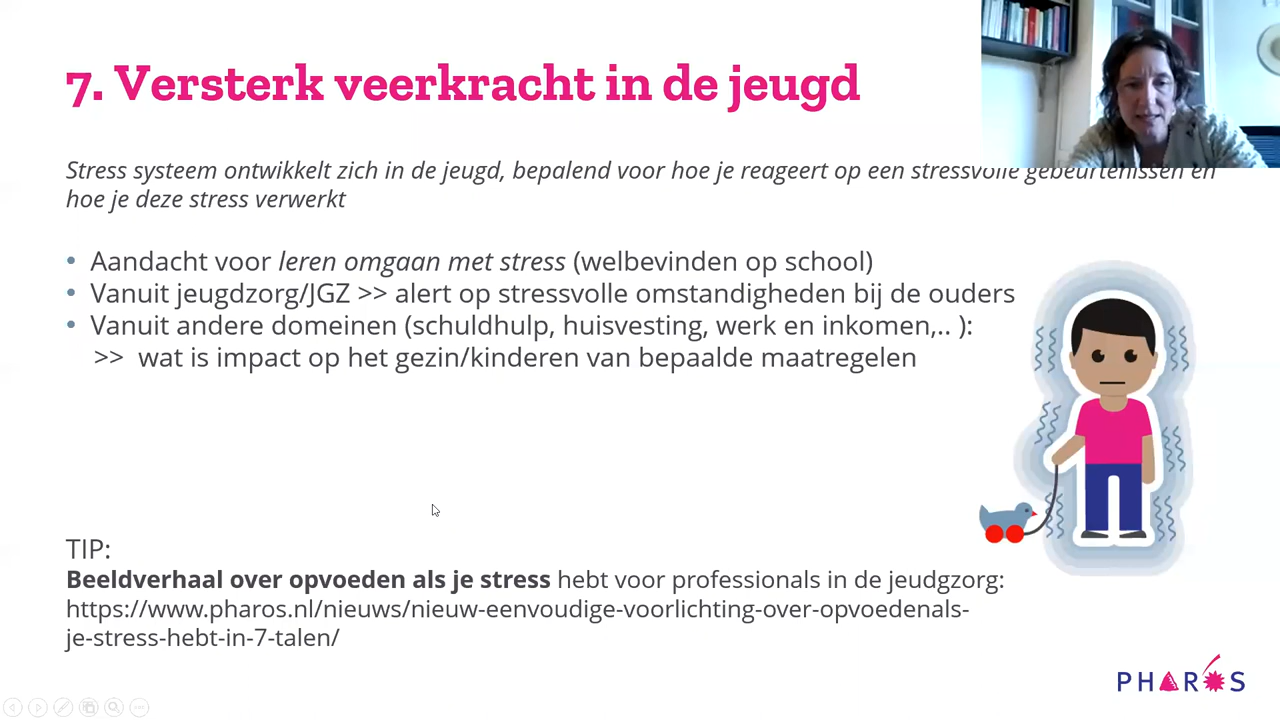 7. Versterk veerkracht in de jeugd
Stress systeem ontwikkelt zich in de jeugd, bepalend voor hoe je reageert op een stressvolle gebeurtenissen en
hoe je deze stress verwerkt
• Aandacht voor leren omgaan met stress (welbevinden op school)
• Vanuit jeugdzorg/JGZ >> alert op stressvolle omstandigheden bij de ouders
• Vanuit andere domeinen (schuldhulp, huisvesting, werk en inkomen,.. ):
>> wat is impact op het gezin/kinderen van bepaalde maatregelen
TIP:
Beeldverhaal over opvoeden als je stress hebt voor professionals in de jeudgzorg:
https://www.pharos.nl/nieuws/nieuw-eenvoudige-voorlichting-over-opvoedenals-
je-stress-hebt-in-7-talen/
PHAROS